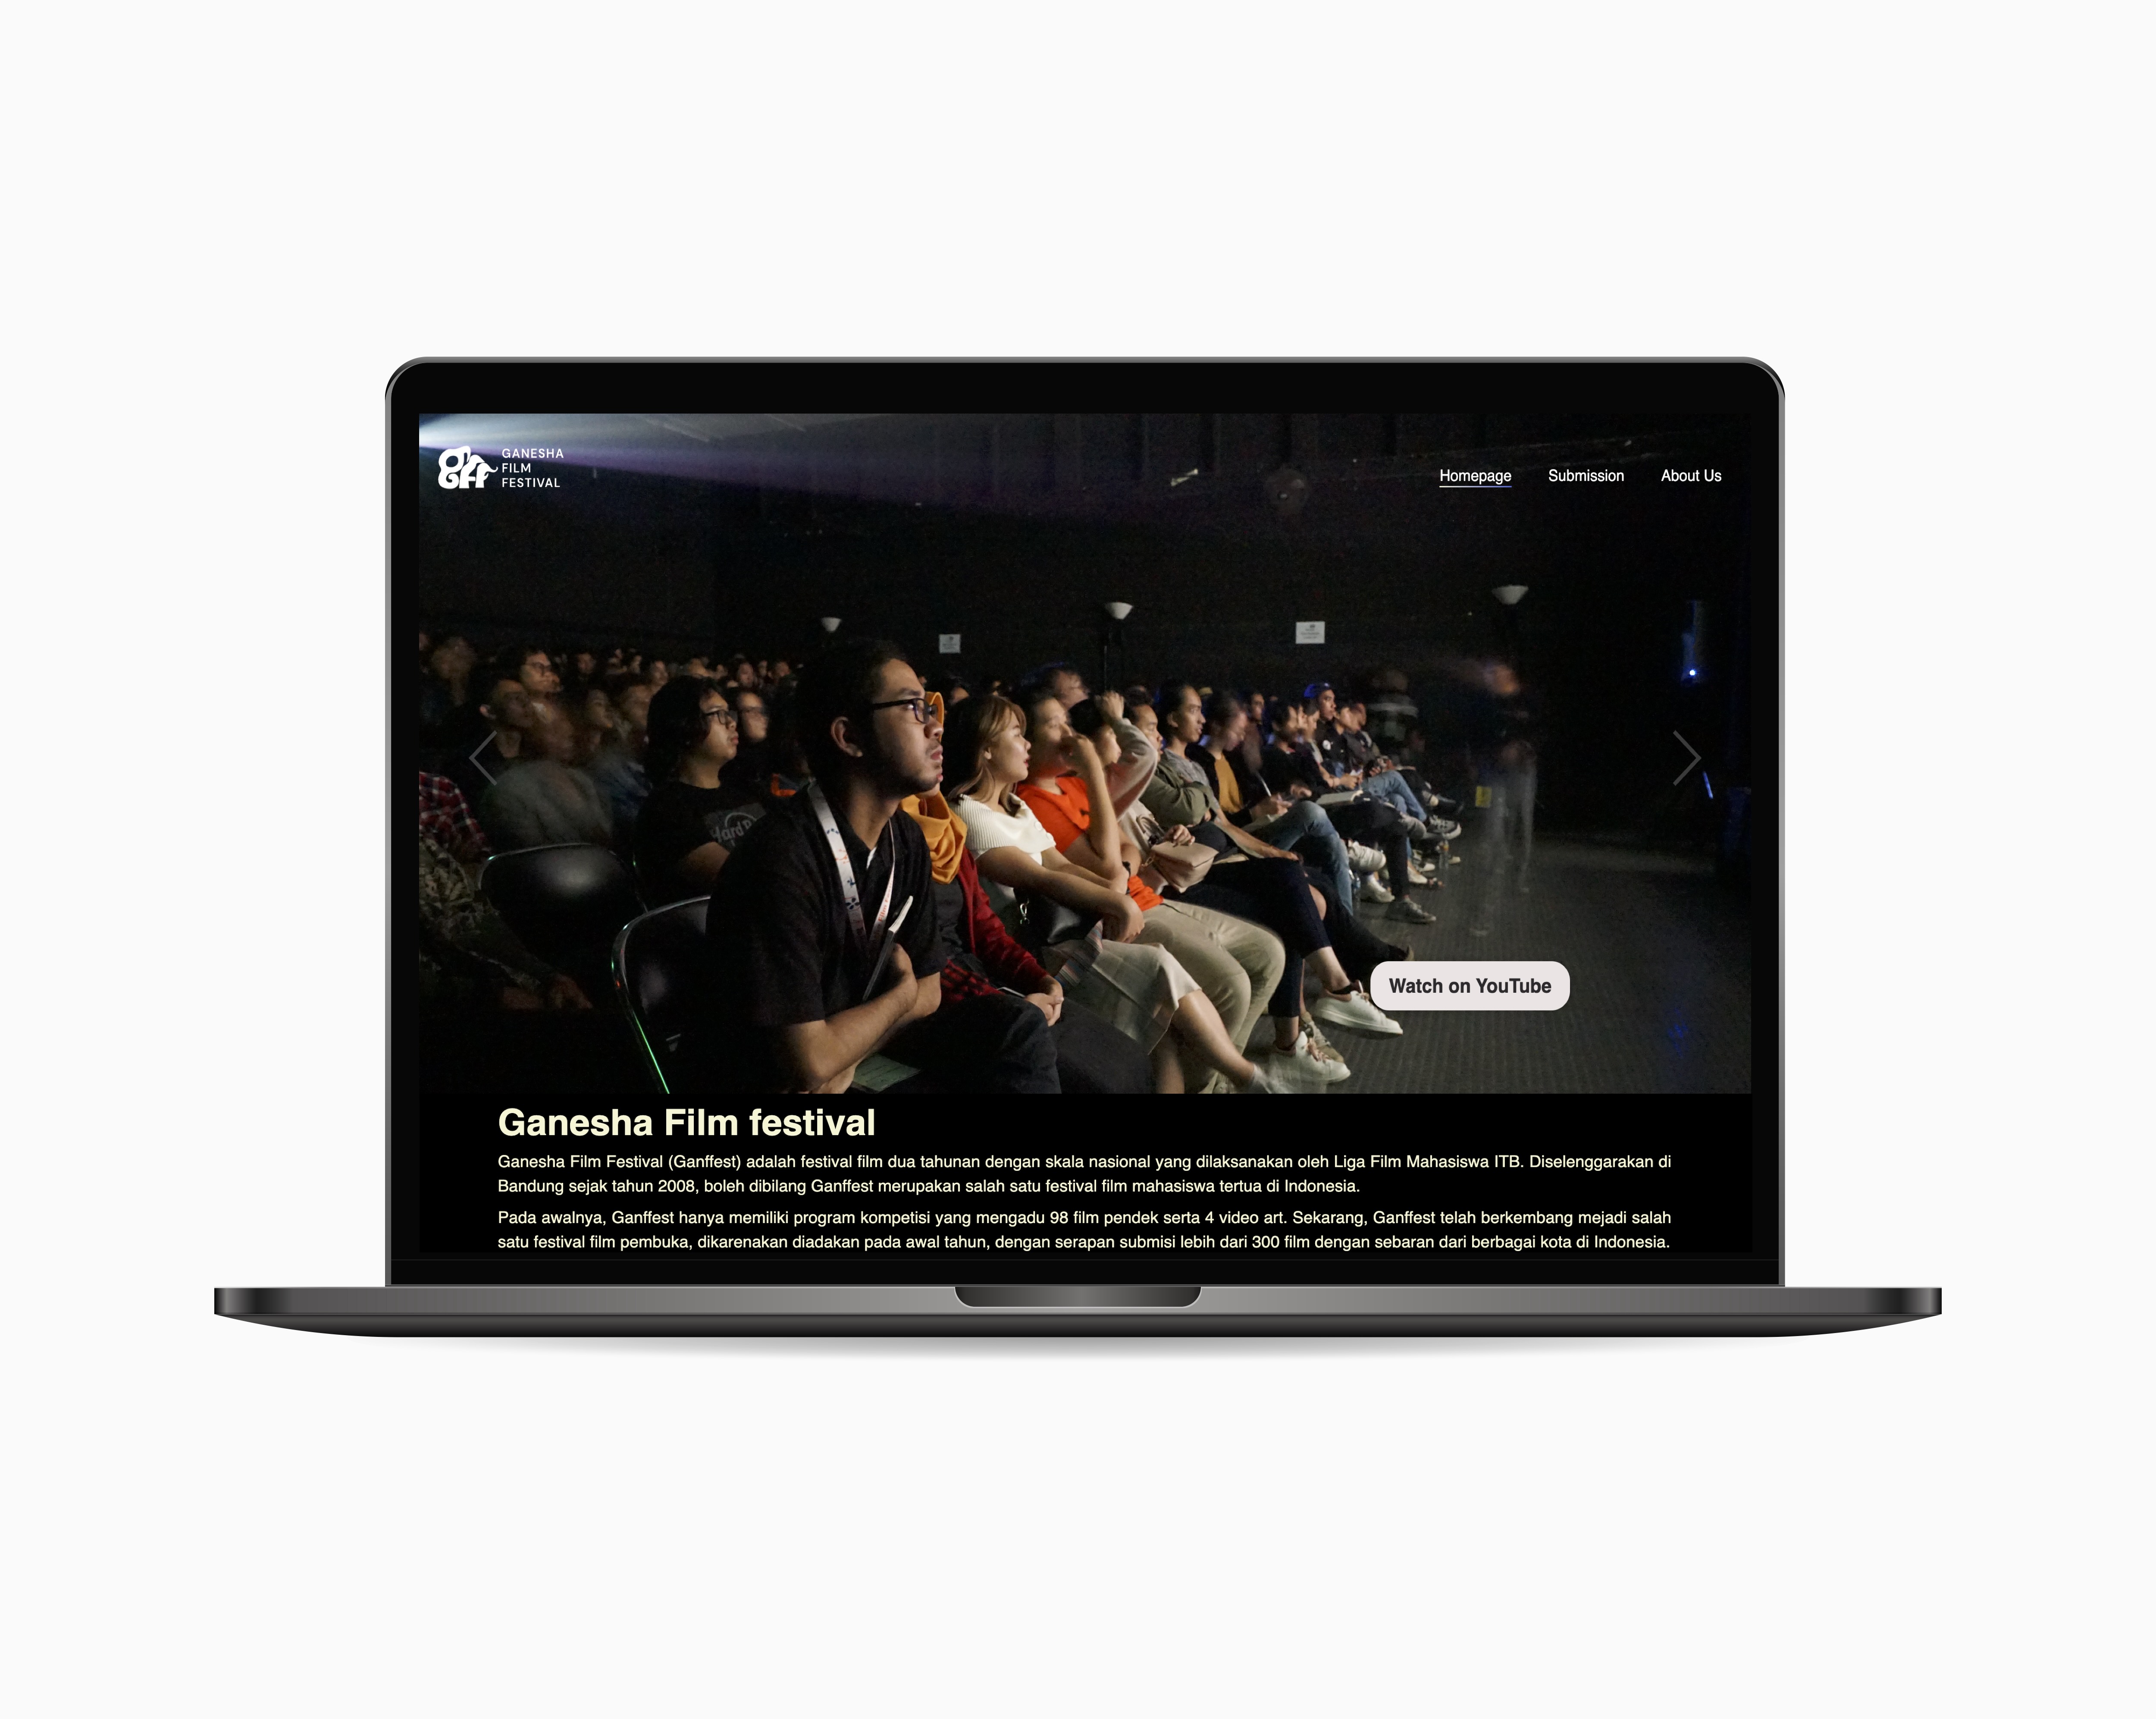 GANESHA
FILM
FESTIVAL
Homepage Submission About Us
Hard R
Watch on YouTube
Ganesha Film festival
Ganesha Film Festival (Ganffest) adalah festival film dua tahunan dengan skala nasional yang dilaksanakan oleh Liga Film Mahasiswa ITB. Diselenggarakan di
Bandung sejak tahun 2008, boleh dibilang Ganffest merupakan salah satu festival film mahasiswa tertua di Indonesia.
Pada awalnya, Ganffest hanya memiliki program kompetisi yang mengadu 98 film pendek serta 4 video art. Sekarang, Ganffest telah berkembang mejadi salah
satu festival film pembuka, dikarenakan diadakan pada awal tahun, dengan serapan submisi lebih dari 300 film dengan sebaran dari berbagai kota di Indonesia.